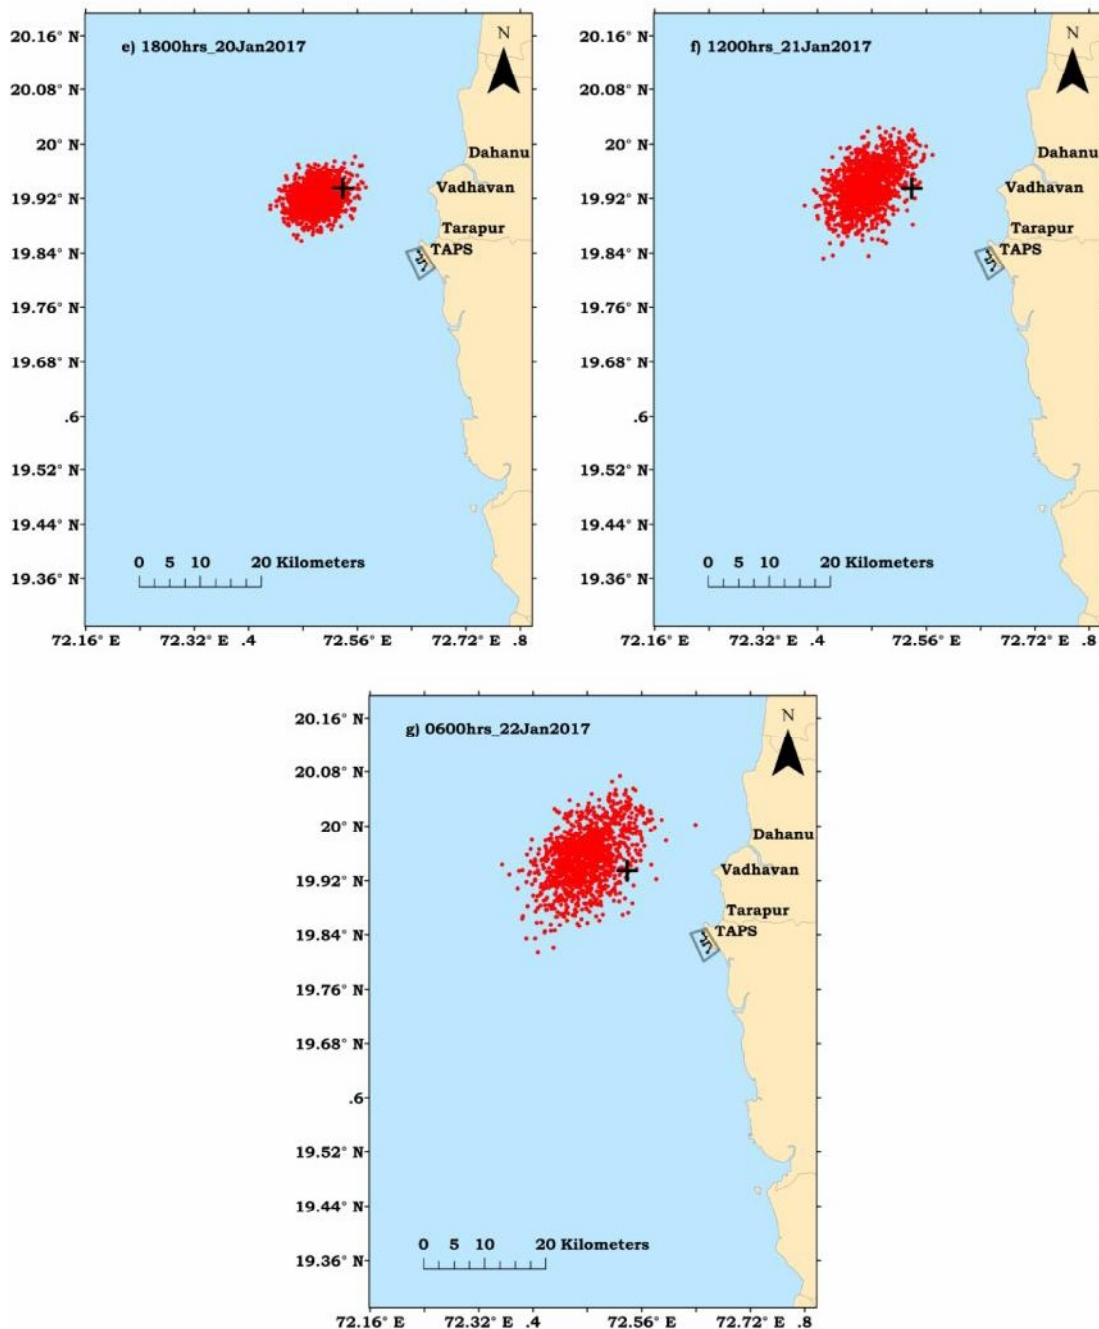 e) 1800hrs_20Jan2017
N
20.16° N
20.08° N
20° N
19.92° N
19.84° N
19.76° N
19.68° N
.6
19.52° N
19.44° N
19.36° N
Dahanu
Vadhavan
Tarapur
TAPS
0 5 10 20 Kilometers
72.16° E 72.32° E .4 72.56° E 72.72° E .8
f) 1200hrs_21Jan2017
N
20.16° N
20.08° N
20° N
19.92° N
19.84° N
19.76° N
19.68° N
.6
19.52° N
19.44° N
19.36° N
Dahanu
Vadhavan
Tarapur
TAPS
0 5 10 20 Kilometers
72.16° E 72.32° E .4 72.56° E 72.72° E .8
g) 0600hrs_22Jan2017
N
20.16° N
20.08° N
20° N
19.92° N
19.84° N
19.76° N
19.68° N
.6
19.52° N
19.44° N
19.36° N
Dahanu
Vadhavan
Tarapur
TAPS
0 5 10 20 Kilometers
72.16° E 72.32° E .4 72.56° E 72.72° E .8